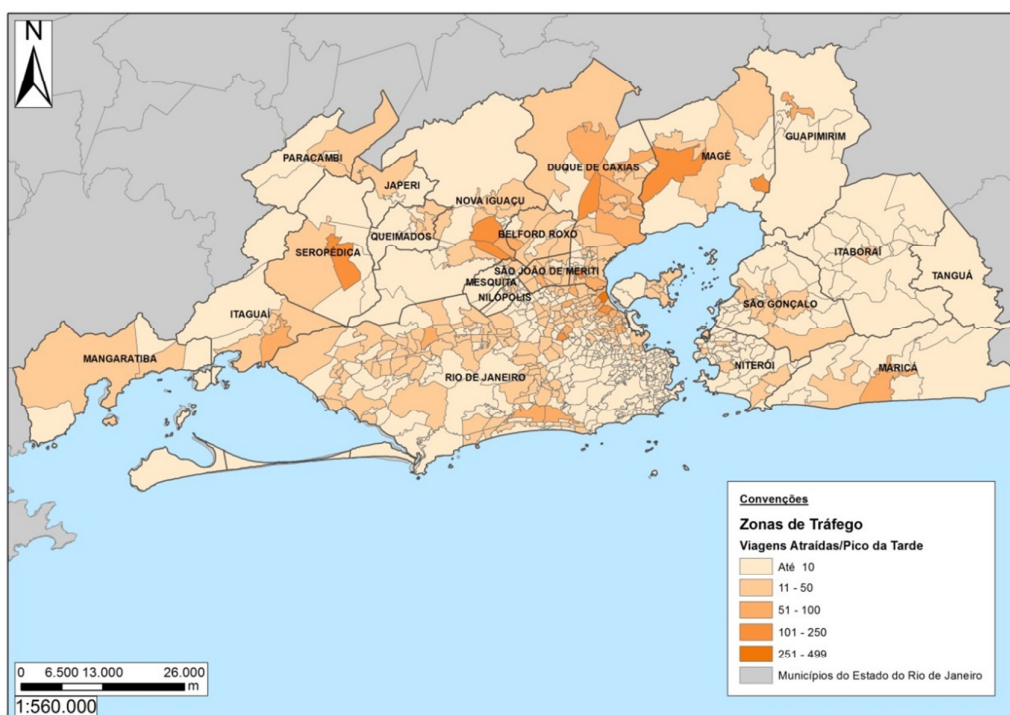 N
GUAPIMIRIM
PARACAMBI
MAGÉ
DUQUE DE CAXIAS
JAPERI
NOVA IGUAÇU
QUEIMADOS
BELFORD ROXO
SEROPÉDICA
ITABORAÍ
SÃO JOÃO DE MERITI
TANGUÁ
MESQUITA
NILÓPOLIS
SÃO GONÇALO
ITAGUAÍ
MANGARATIBA
NITERÓI
MARICÁ
RIO DE JANEIRO
Convenções
Zonas de Tráfego
Viagens Atraídas/Pico da Tarde
Até 10
11 - 50
51 - 100
101 - 250
251 - 499
Municípios do Estado do Rio de Janeiro
0 6.500 13.000 26.000
m
1:560.000